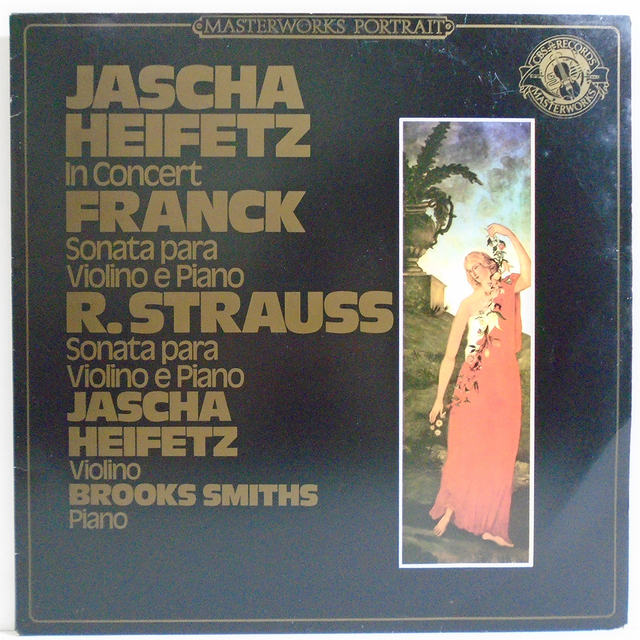 MASTERWORKS PORTRAIT
CBS RECORDS
MASTERWORKS
JASCHA
HEIFETZ
In Concert
FRANCK
Sonata para
Violino e Piano
R. STRAUSS
Sonata para
Violino e Piano
JASCHA
HEIFETZ
Violino
BROOKS SMITHS
Piano